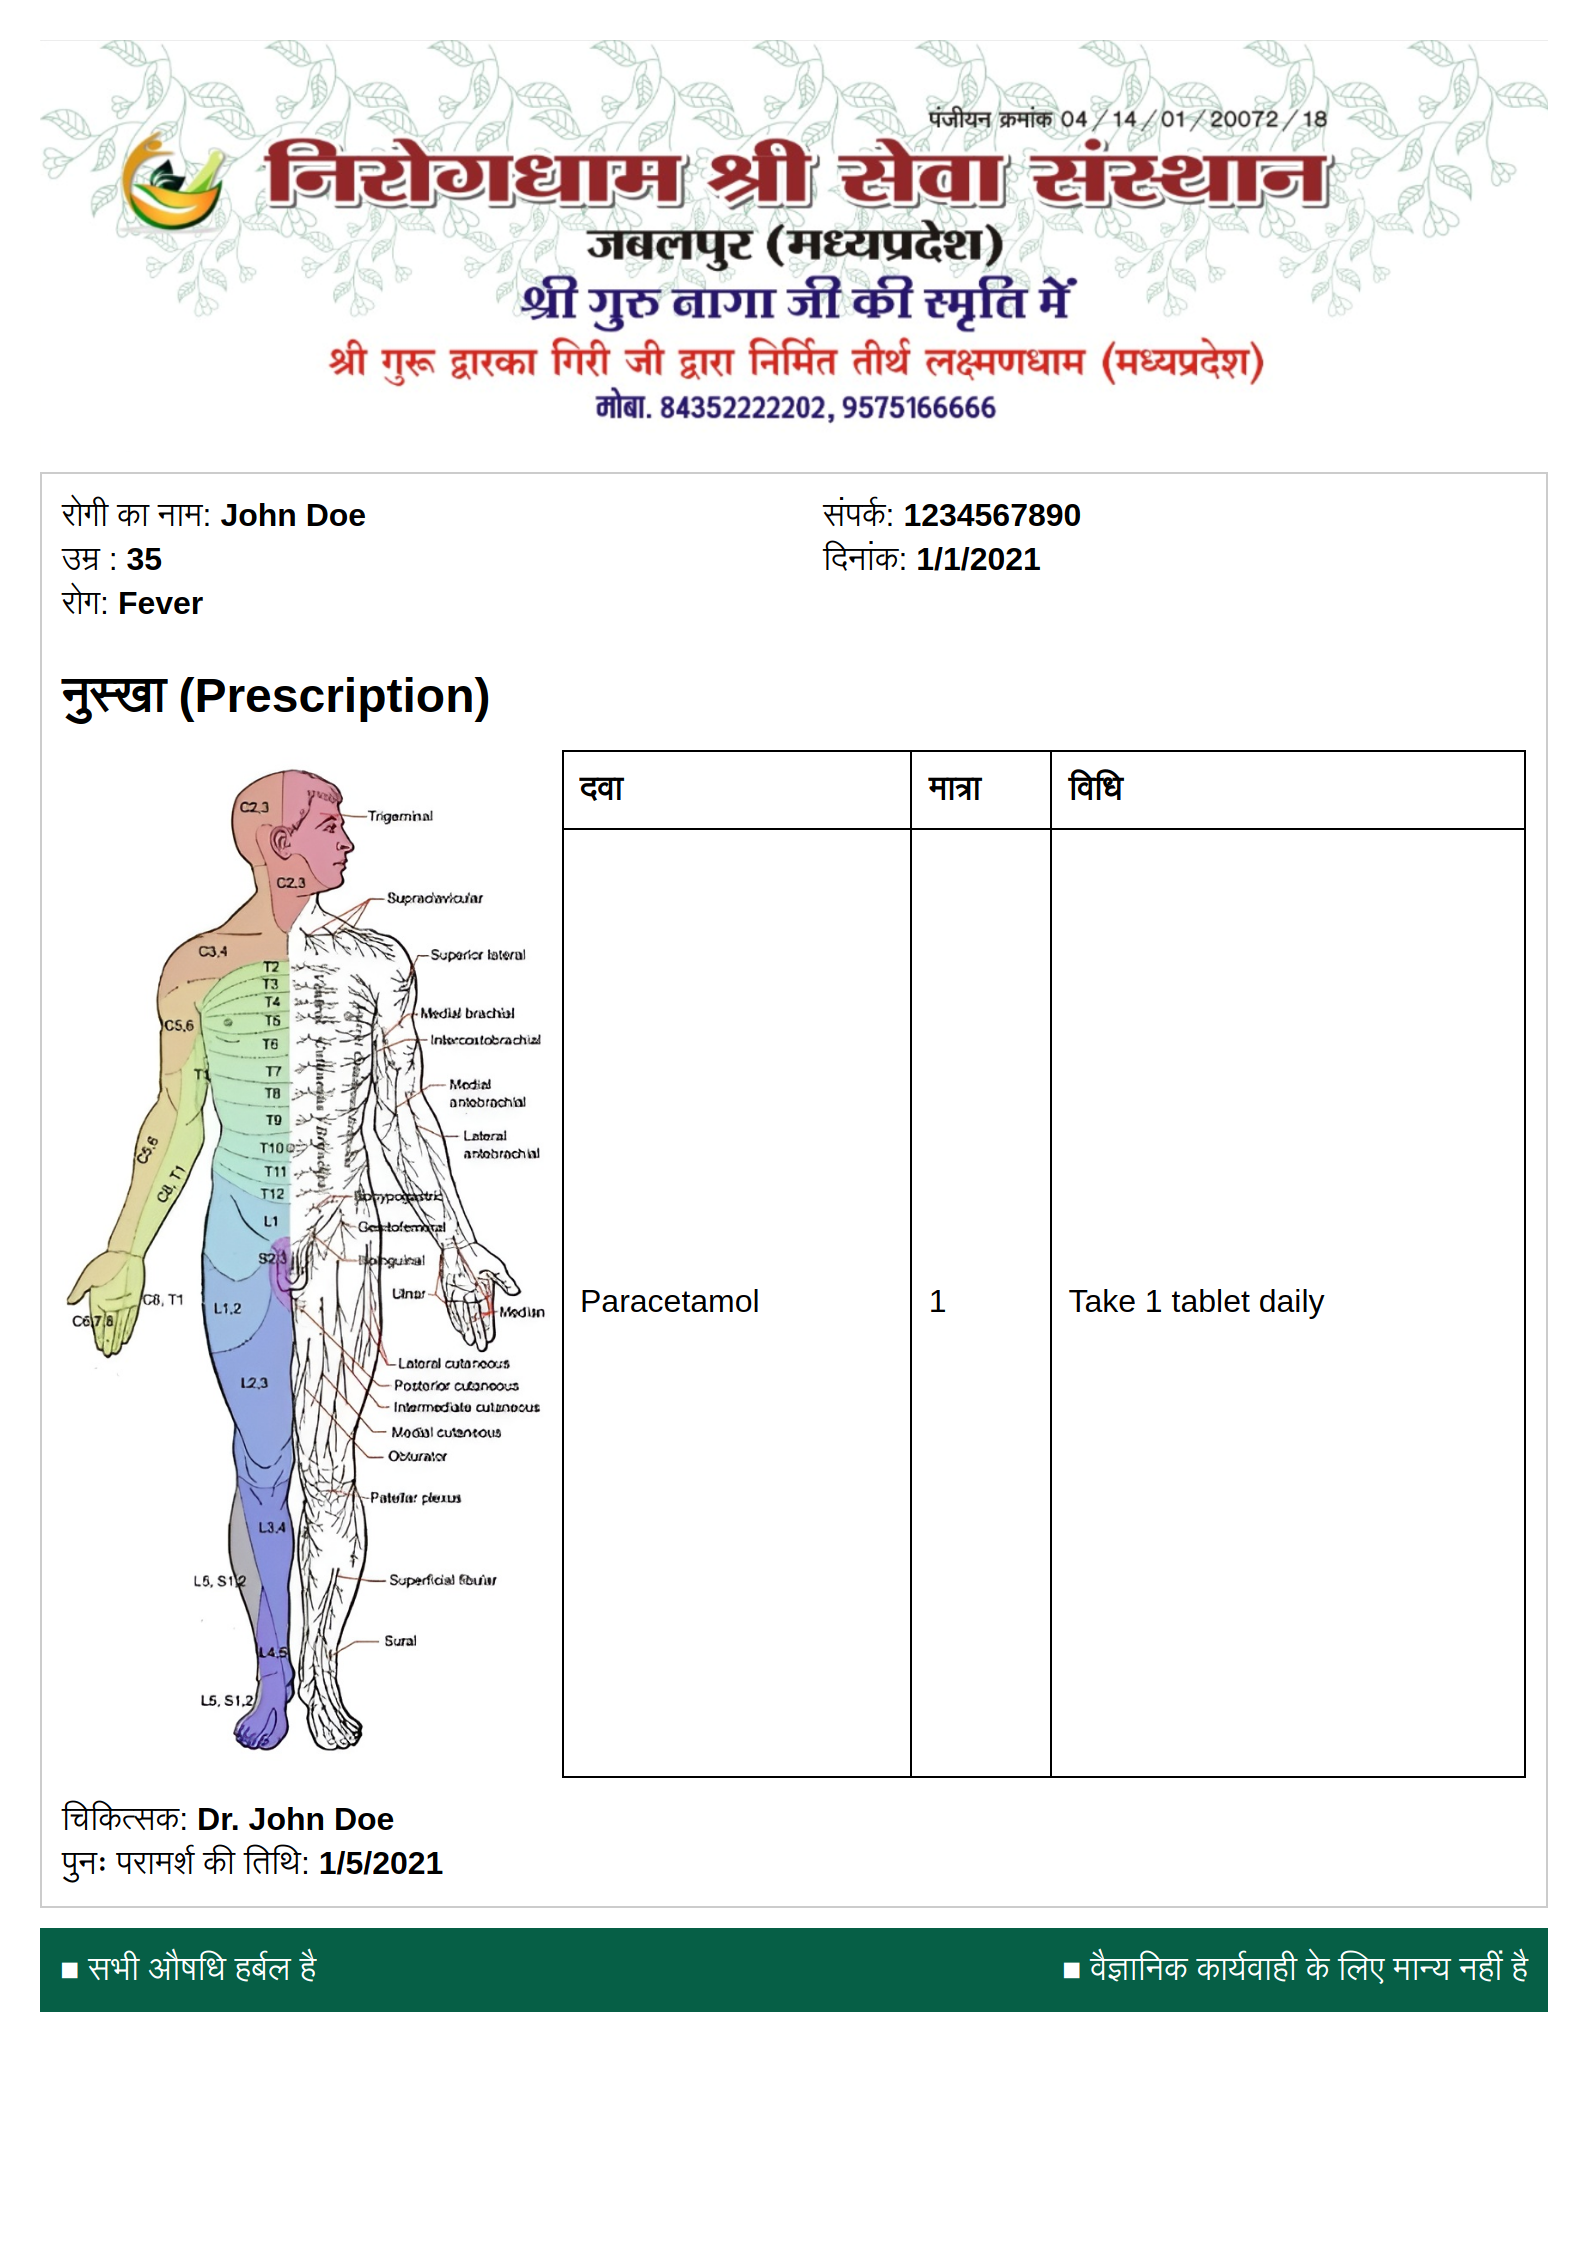 पंजीयन क्रमांक 04/14/01/20072/18
निरोगधाम श्री सेवा संस्थान
जबलपुर (मध्यप्रदेश)
श्री गुरु नागा जी की स्मृति में
श्री गुरू द्वारका गिरी जी द्वारा निर्मित तीर्थ लक्ष्मणधाम (मध्यप्रदेश)
मोबा. 84352222202, 9575166666
रोगी का नाम: John Doe
संपर्क: 1234567890
उम्र : 35
दिनांक: 1/1/2021
रोग: Fever
नुस्खा (Prescription)
दवा मात्रा विधि
Paracetamol 1 Take 1 tablet daily
C2,3
Trigeminal
C2,3
Supraclavicular
C3,4
Superior lateral
T2
T3
T4
Medial brachial
T5
C5,6
Intercostobrachial
T6
T7
T1
Medial
antebrachial
T8
T9
Lateral
antebrachial
C5,6
T10
T11
C8, T1
T12
Iliohypogastric
L1
Genitofemoral
S2,3
Ilioinguinal
Ulnar
C8, T1
L1,2
Median
C6,7,8
Lateral cutaneous
L2,3
Posterior cutaneous
Intermediate cutaneous
Medial cutaneous
Obturator
Patellar plexus
L3,4
L5, S1,2
Superficial fibular
Sural
L4,5
L5, S1,2
चिकित्सक: Dr. John Doe
पुनः परामर्श की तिथि: 1/5/2021
■ सभी औषधि हर्बल है
■ वैज्ञानिक कार्यवाही के लिए मान्य नहीं है